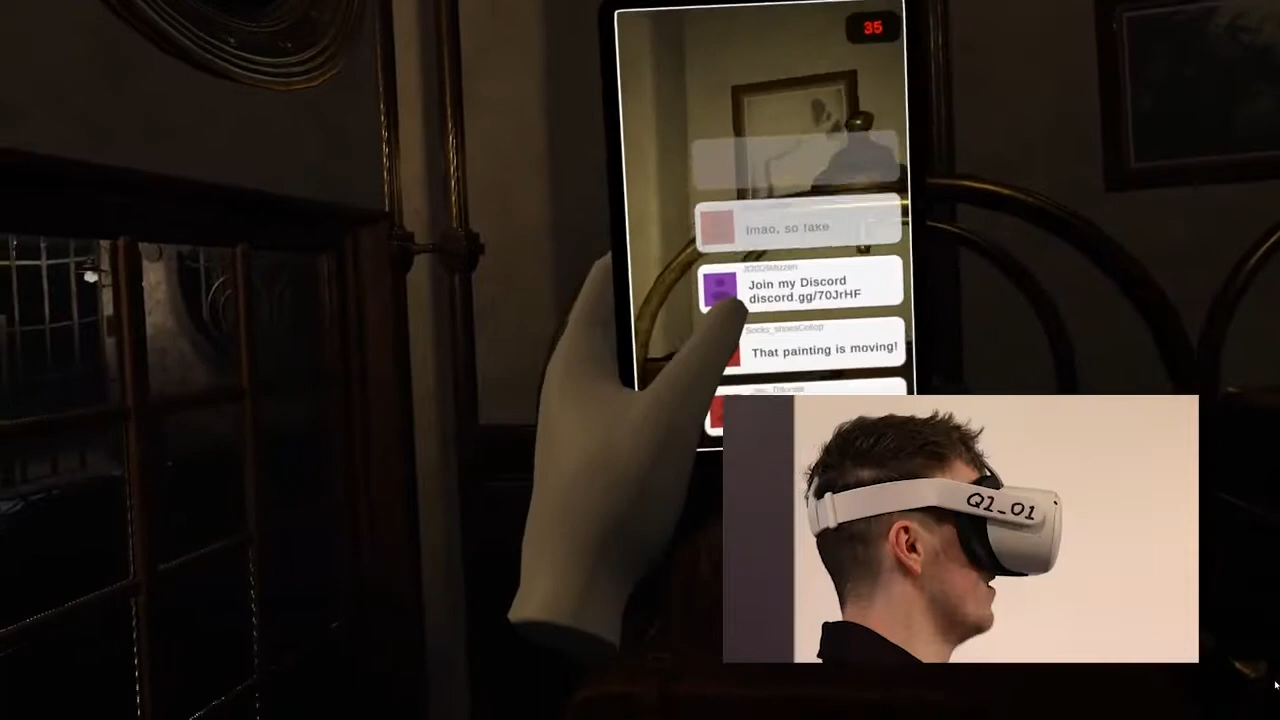 35
lmao, so fake
Join my Discord
discord.gg/70JrHF
That painting is moving!
Q1_01